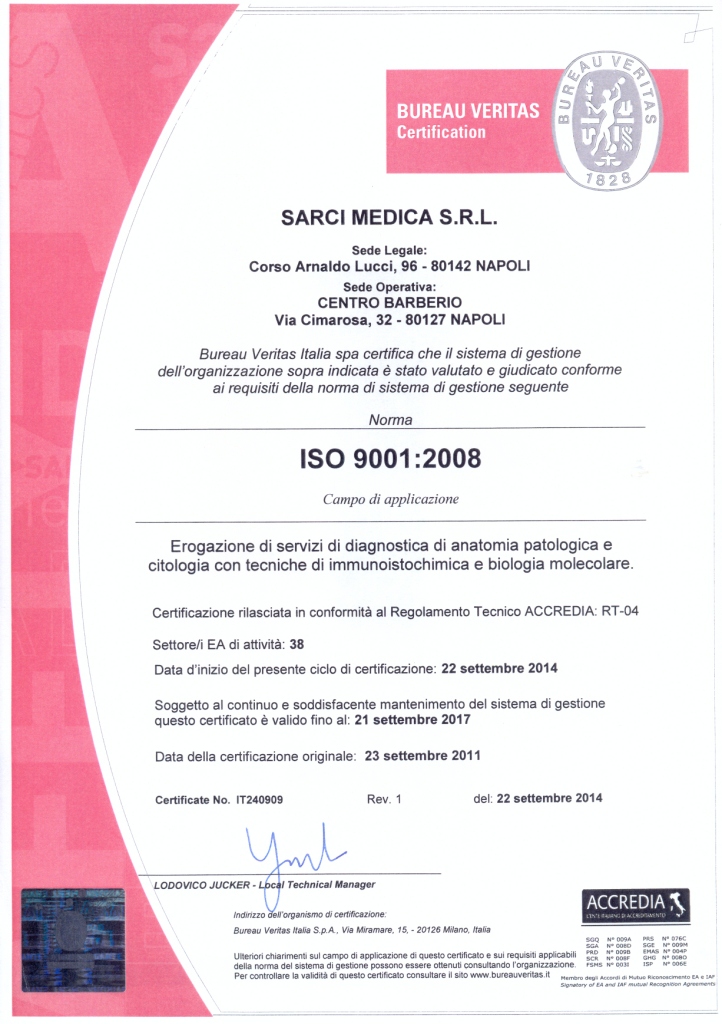 BUREAU VERITAS
Certification
BUREAU VERITAS
1828
SARCI MEDICA S.R.L.
Sede Legale:
Corso Arnaldo Lucci, 96 - 80142 NAPOLI
Sede Operativa:
CENTRO BARBERIO
Via Cimarosa, 32 - 80127 NAPOLI
Bureau Veritas Italia spa certifica che il sistema di gestione
dell'organizzazione sopra indicata è stato valutato e giudicato conforme
ai requisiti della norma di sistema di gestione seguente
Norma
ISO 9001:2008
Campo di applicazione
Erogazione di servizi di diagnostica di anatomia patologica e
citologia con tecniche di immunoistochimica e biologia molecolare.
Certificazione rilasciata in conformità al Regolamento Tecnico ACCREDIA: RT-04
Settore/i EA di attività: 38
Data d'inizio del presente ciclo di certificazione: 22 settembre 2014
Soggetto al continuo e soddisfacente mantenimento del sistema di gestione
questo certificato è valido fino al: 21 settembre 2017
Data della certificazione originale: 23 settembre 2011
Certificate No. IT240909 Rev. 1 del: 22 settembre 2014
LODOVICO JUCKER - Local Technical Manager
Indirizzo dell'organismo di certificazione:
Bureau Veritas Italia S.p.A., Via Miramare, 15, - 20126 Milano, Italia
Ulteriori chiarimenti sul campo di applicazione di questo certificato e sui requisiti applicabili
della norma del sistema di gestione possono essere ottenuti consultando l'organizzazione.
Per controllare la validità di questo certificato consultare il sito www.bureauveritas.it
ACCREDIA
L'ENTE ITALIANO DI ACCREDITAMENTO
SGQ N° 009A PRS N° 076C
SGA N° 008D SGE N° 009M
PRD N° 009B EMAS N° 004P
SCR N° 008F GHG N° 008O
FSMS N° 003I ISP N° 006E
Membro degli Accordi di Mutuo Riconoscimento EA e IAF
Signatory of EA and IAF mutual Recognition Agreements